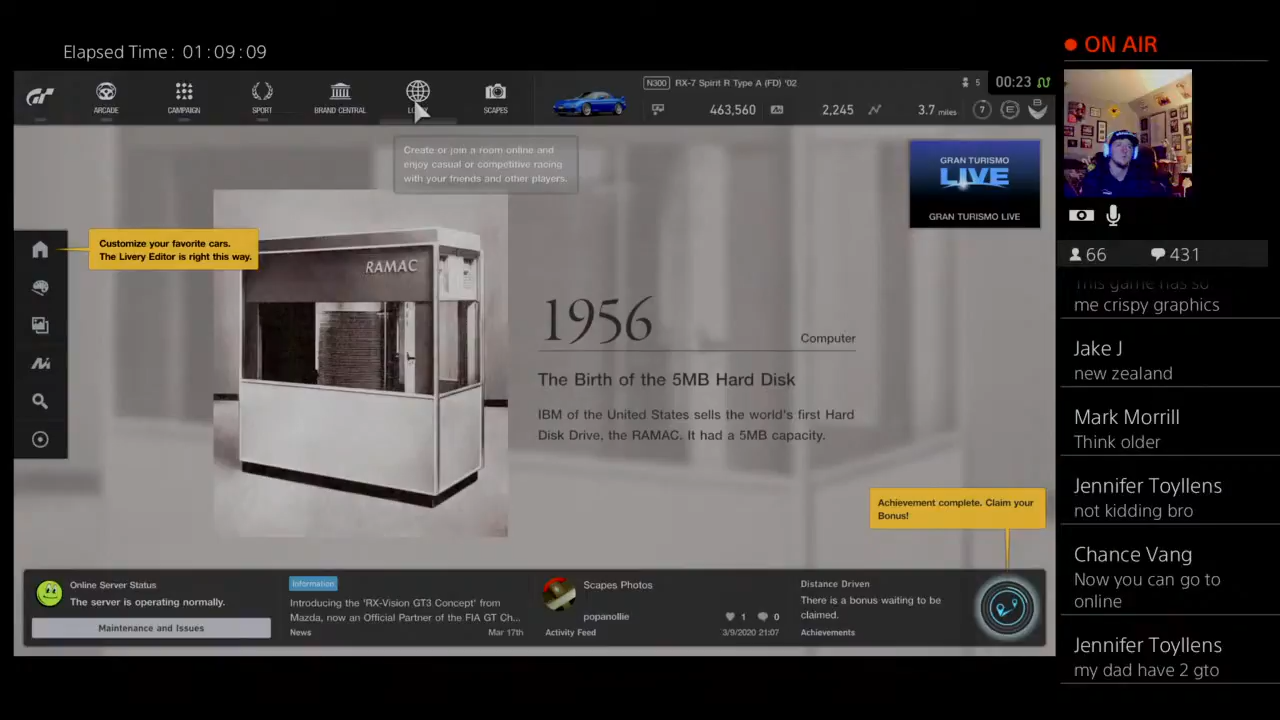 Elapsed Time: 01:09:09
ON AIR
ARCADE
CAMPAIGN
SPORT
BRAND CENTRAL
SCAPES
N300 RX-7 Spirit R Type A (FD) '02
463,560
2,245
3.7 miles
5
00:23
7
E
B
Create or join a room online and
enjoy casual or competitive racing
with your friends and other players.
GRAN TURISMO
LIVE
GRAN TURISMO LIVE
Customize your favorite cars.
The Livery Editor is right this way.
RAMAC
1956
Computer
The Birth of the 5MB Hard Disk
IBM of the United States sells the world's first Hard
Disk Drive, the RAMAC. It had a 5MB capacity.
Achievement complete. Claim your
Bonus!
Online Server Status
The server is operating normally.
Maintenance and Issues
Information
Introducing the 'RX-Vision GT3 Concept' from
Mazda, now an Official Partner of the FIA GT Ch...
News
Mar 17th
Scapes Photos
popanollie
1
0
Activity Feed
3/9/2020 21:07
Distance Driven
There is a bonus waiting to be
claimed.
Achievements
66
431
This game has so
me crispy graphics
Jake J
new zealand
Mark Morrill
Think older
Jennifer Toyllens
not kidding bro
Chance Vang
Now you can go to
online
Jennifer Toyllens
my dad have 2 gto